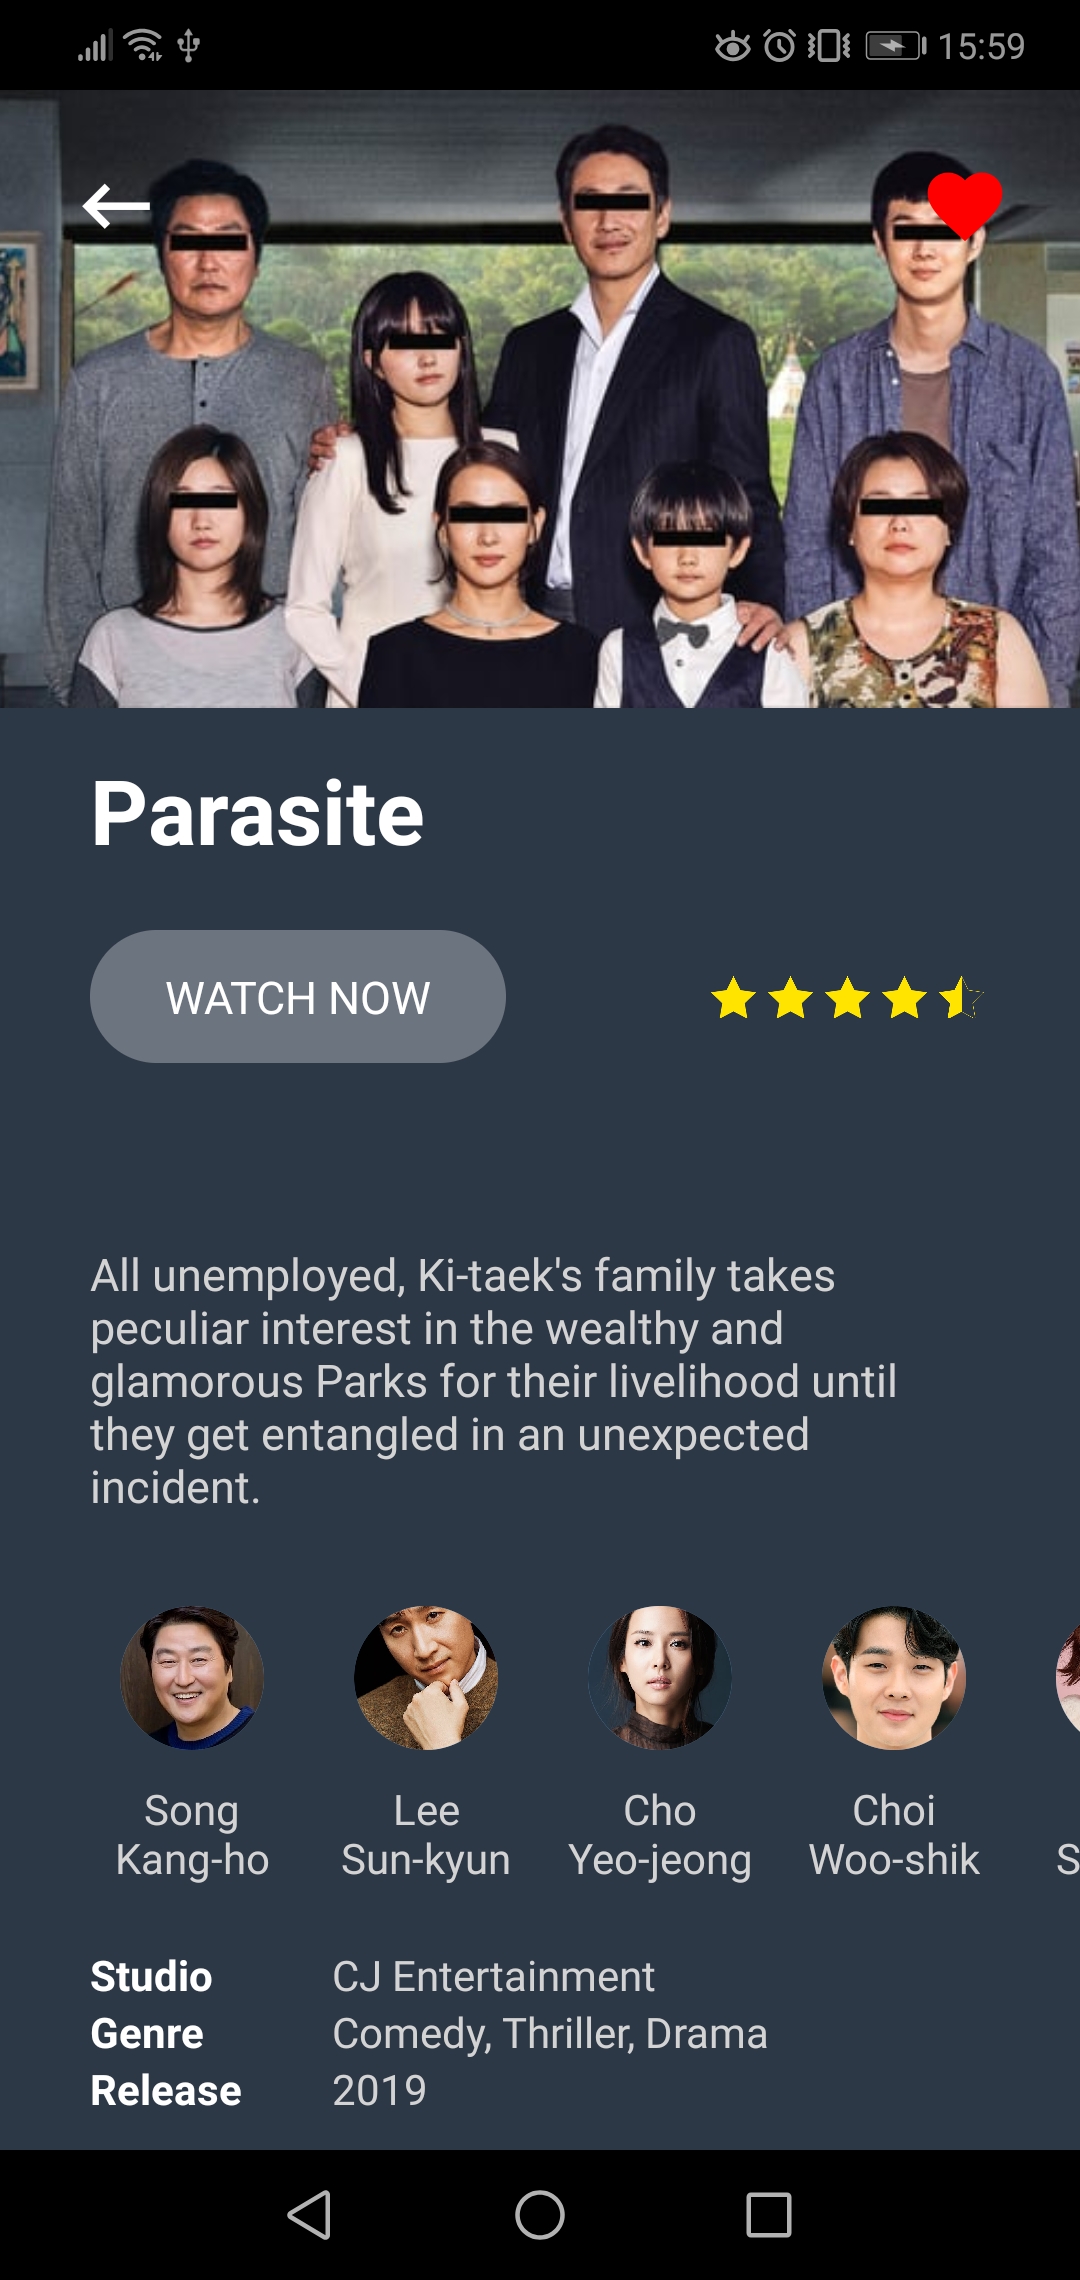 15:59
Parasite
WATCH NOW
All unemployed, Ki-taek's family takes
peculiar interest in the wealthy and
glamorous Parks for their livelihood until
they get entangled in an unexpected
incident.
Song
Kang-ho
Lee
Sun-kyun
Cho
Yeo-jeong
Choi
Woo-shik
Studio CJ Entertainment
Genre Comedy, Thriller, Drama
Release 2019